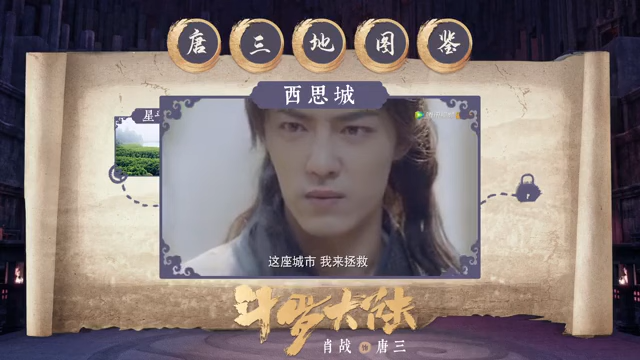 唐三地图鉴
西思城
星
这座城市 我来拯救
斗罗大陆
肖战 饰 唐三